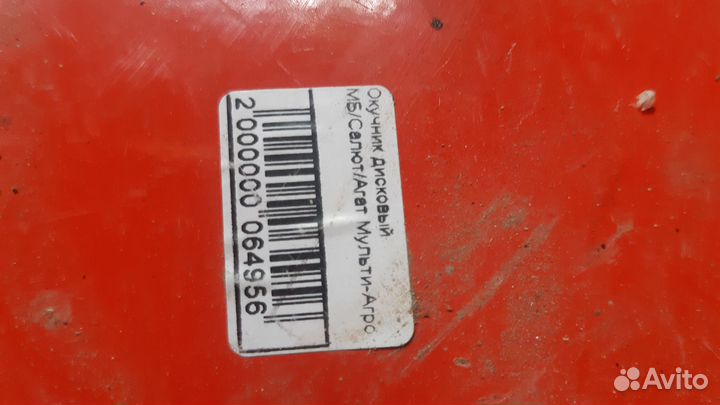 Окучник дисковый
МБ/Салют/Агат Мульти-Агро
2 000000 064956
Avito